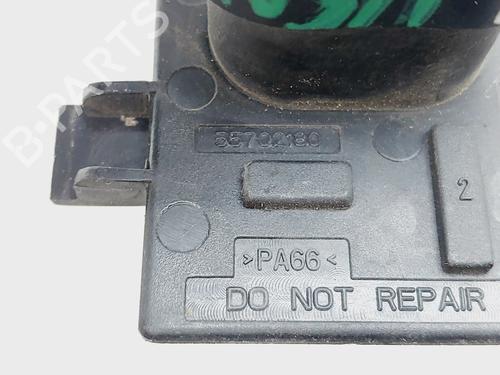 B-PARTS
55702180
2
>PA66<
DO NOT REPAIR